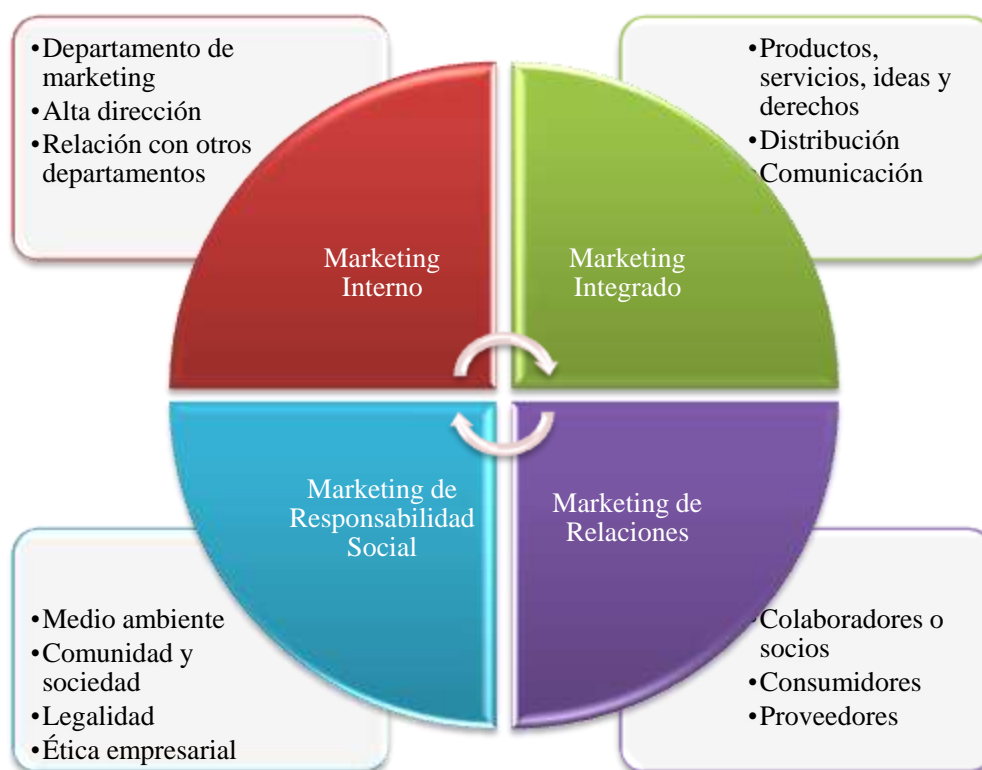 •Departamento de
marketing
•Alta dirección
•Relación con otros
departamentos
•Productos,
servicios, ideas y
derechos
•Distribución
•Comunicación
Marketing
Interno
Marketing
Integrado
Marketing de
Responsabilidad
Social
Marketing de
Relaciones
•Medio ambiente
•Comunidad y
sociedad
•Legalidad
•Ética empresarial
•Colaboradores o
socios
•Consumidores
•Proveedores